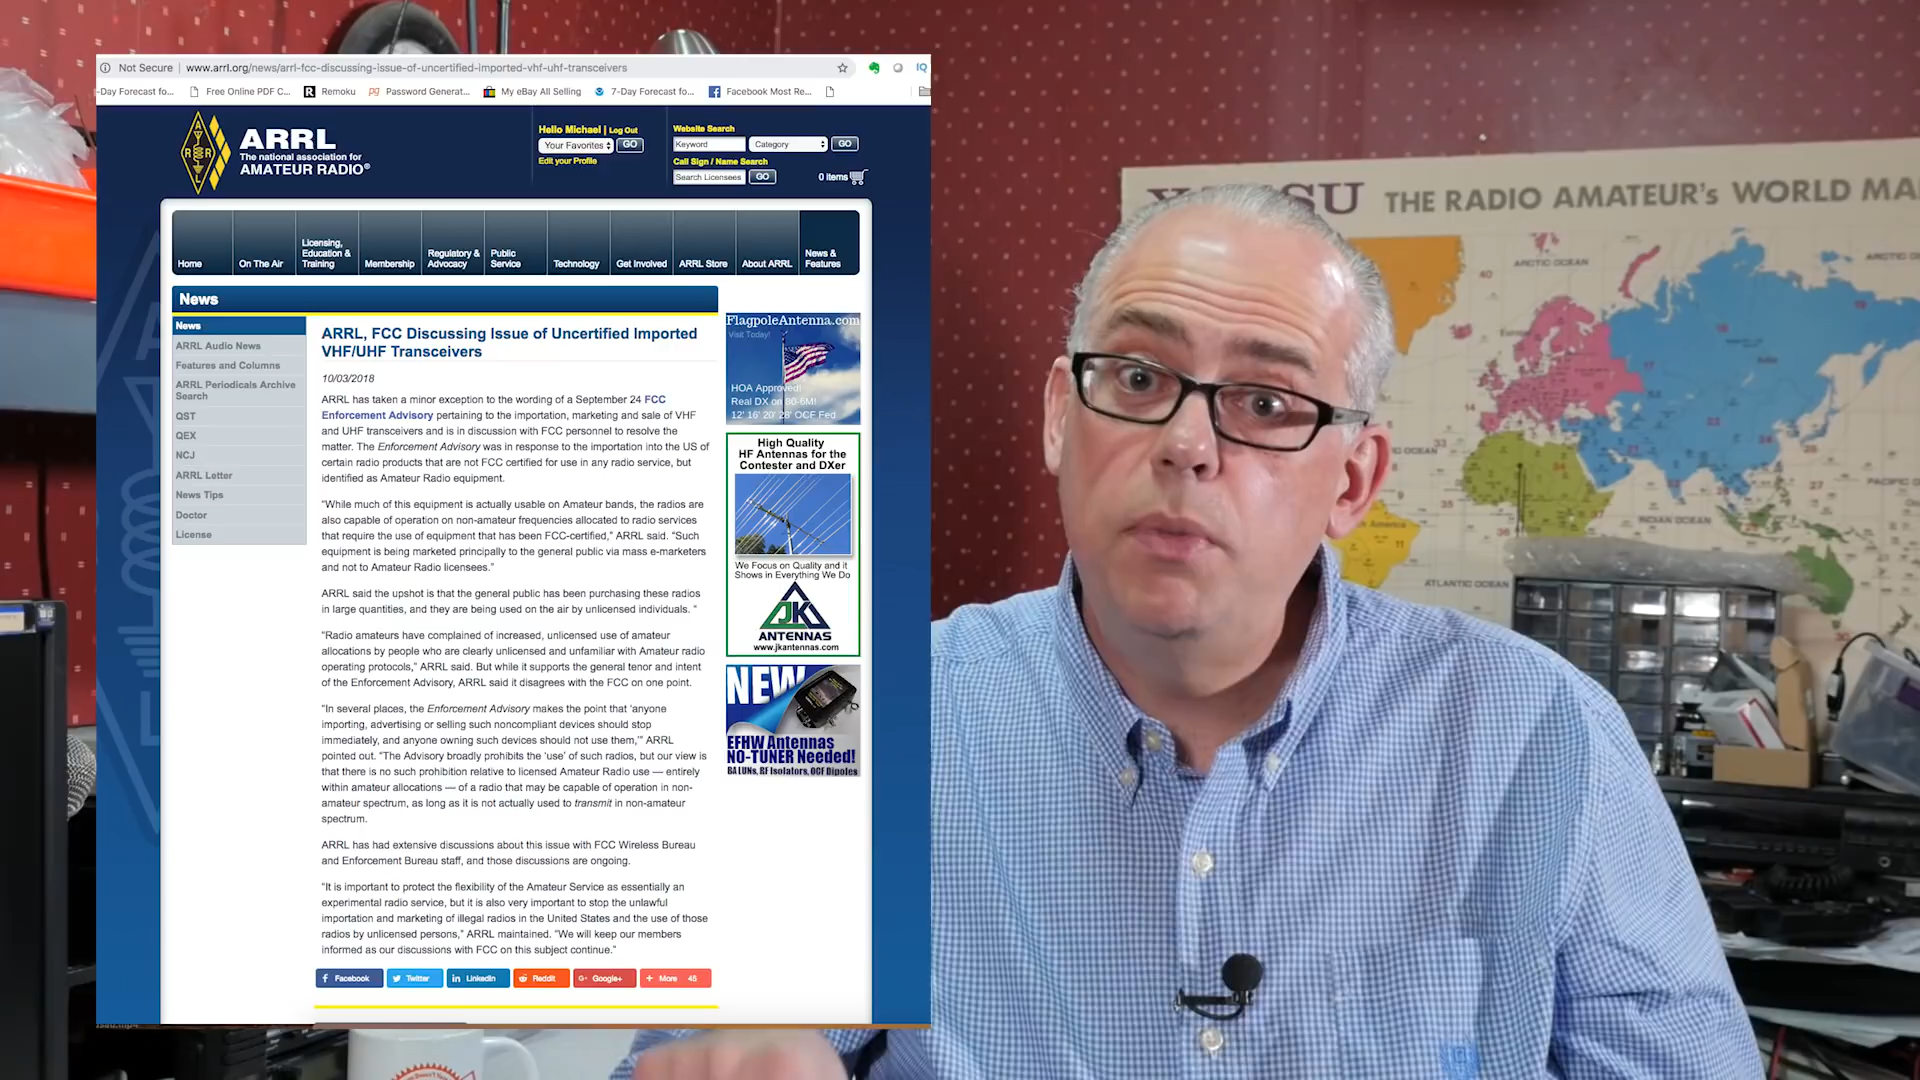 Not Secure | www.arrl.org/news/arrl-fcc-discussing-issue-of-uncertified-imported-vhf-uhf-transceivers
-Day Forecast fo... Free Online PDF C... Remoku Password Generat... My eBay All Selling 7-Day Forecast fo... Facebook Most Re...
ARRL
The national association for
AMATEUR RADIO®
Hello Michael | Log Out
Your Favorites GO
Edit your Profile
Website Search
Keyword Category GO
Call Sign / Name Search
Search Licensees GO
0 items
Home
On The Air
Licensing,
Education &
Training
Membership
Regulatory &
Advocacy
Public
Service
Technology
Get Involved
ARRL Store
About ARRL
News &
Features
News
News
ARRL Audio News
Features and Columns
ARRL Periodicals Archive
Search
QST
QEX
NCJ
ARRL Letter
News Tips
Doctor
License
ARRL, FCC Discussing Issue of Uncertified Imported
VHF/UHF Transceivers
10/03/2018
ARRL has taken a minor exception to the wording of a September 24 FCC
Enforcement Advisory pertaining to the importation, marketing and sale of VHF
and UHF transceivers and is in discussion with FCC personnel to resolve the
matter. The Enforcement Advisory was in response to the importation into the US of
certain radio products that are not FCC certified for use in any radio service, but
identified as Amateur Radio equipment.
"While much of this equipment is actually usable on Amateur bands, the radios are
also capable of operation on non-amateur frequencies allocated to radio services
that require the use of equipment that has been FCC-certified," ARRL said. "Such
equipment is being marketed principally to the general public via mass e-marketers
and not to Amateur Radio licensees."
ARRL said the upshot is that the general public has been purchasing these radios
in large quantities, and they are being used on the air by unlicensed individuals. "
"Radio amateurs have complained of increased, unlicensed use of amateur
allocations by people who are clearly unlicensed and unfamiliar with Amateur radio
operating protocols," ARRL said. But while it supports the general tenor and intent
of the Enforcement Advisory, ARRL said it disagrees with the FCC on one point.
"In several places, the Enforcement Advisory makes the point that 'anyone
importing, advertising or selling such noncompliant devices should stop
immediately, and anyone owning such devices should not use them,'" ARRL
pointed out. "The Advisory broadly prohibits the 'use' of such radios, but our view is
that there is no such prohibition relative to licensed Amateur Radio use — entirely
within amateur allocations — of a radio that may be capable of operation in non-
amateur spectrum, as long as it is not actually used to transmit in non-amateur
spectrum.
ARRL has had extensive discussions about this issue with FCC Wireless Bureau
and Enforcement Bureau staff, and those discussions are ongoing.
"It is important to protect the flexibility of the Amateur Service as essentially an
experimental radio service, but it is also very important to stop the unlawful
importation and marketing of illegal radios in the United States and the use of those
radios by unlicensed persons," ARRL maintained. "We will keep our members
informed as our discussions with FCC on this subject continue."
Facebook Twitter LinkedIn Reddit Google+ More 45
FlagpoleAntenna.com
Visit Today!
HOA Approved!
Real DX on 80-6M!
12' 16' 20' 28' OCF Fed
High Quality
HF Antennas for the
Contester and DXer
We Focus on Quality and it
Shows in Everything We Do
JK
ANTENNAS
www.jkantennas.com
NEW
EFHW Antennas
NO-TUNER Needed!
BALUNs, RF Isolators, OCF Dipoles
THE RADIO AMATEUR'S WORLD MA
ARCTIC OCEAN
INDIAN OCEAN
ATLANTIC OCEAN